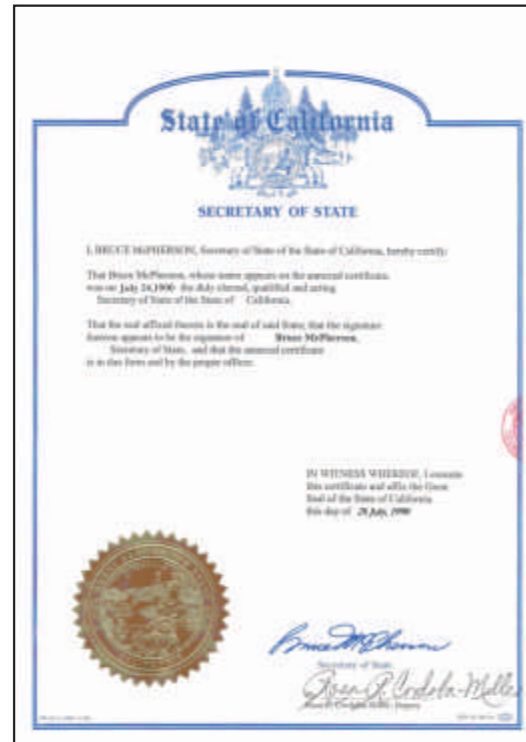 State of California
SECRETARY OF STATE
I, BRUCE McPHERSON, Secretary of State of the State of California, hereby certify:
That Bruce McPherson, whose name appears on the annexed certificate,
was on July 24,1990 the duly elected, qualified and acting
Secretary of State of the State of California.
That the seal affixed thereto is the seal of said State; that the signature
thereon appears to be the signature of Bruce McPherson,
Secretary of State, and that the annexed certificate
is in due form and by the proper officer.
IN WITNESS WHEREOF, I execute
this certificate and affix the Great
Seal of the State of California
this day of 28 July, 1990
Bruce McPherson
Secretary of State
Rosa R. Cordola-Miller